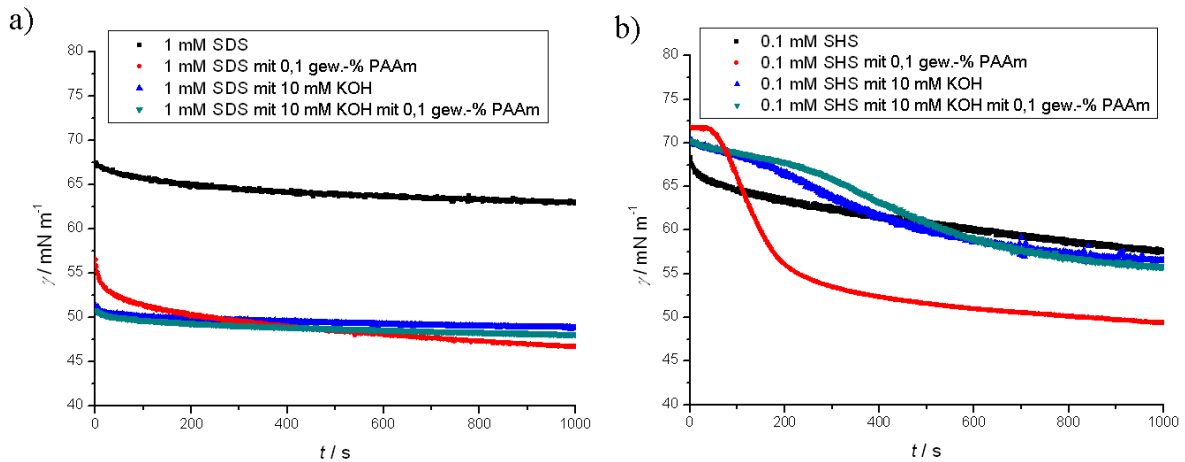 a)
1 mM SDS
1 mM SDS mit 0,1 gew.-% PAAm
1 mM SDS mit 10 mM KOH
1 mM SDS mit 10 mM KOH mit 0,1 gew.-% PAAm
80
75
70
65
60
55
50
45
40
γ / mN m⁻¹
0 200 400 600 800 1000
t / s
b)
0.1 mM SHS
0.1 mM SHS mit 0,1 gew.-% PAAm
0.1 mM SHS mit 10 mM KOH
0.1 mM SHS mit 10 mM KOH mit 0,1 gew.-% PAAm
80
75
70
65
60
55
50
45
40
γ / mN m⁻¹
0 200 400 600 800 1000
t / s